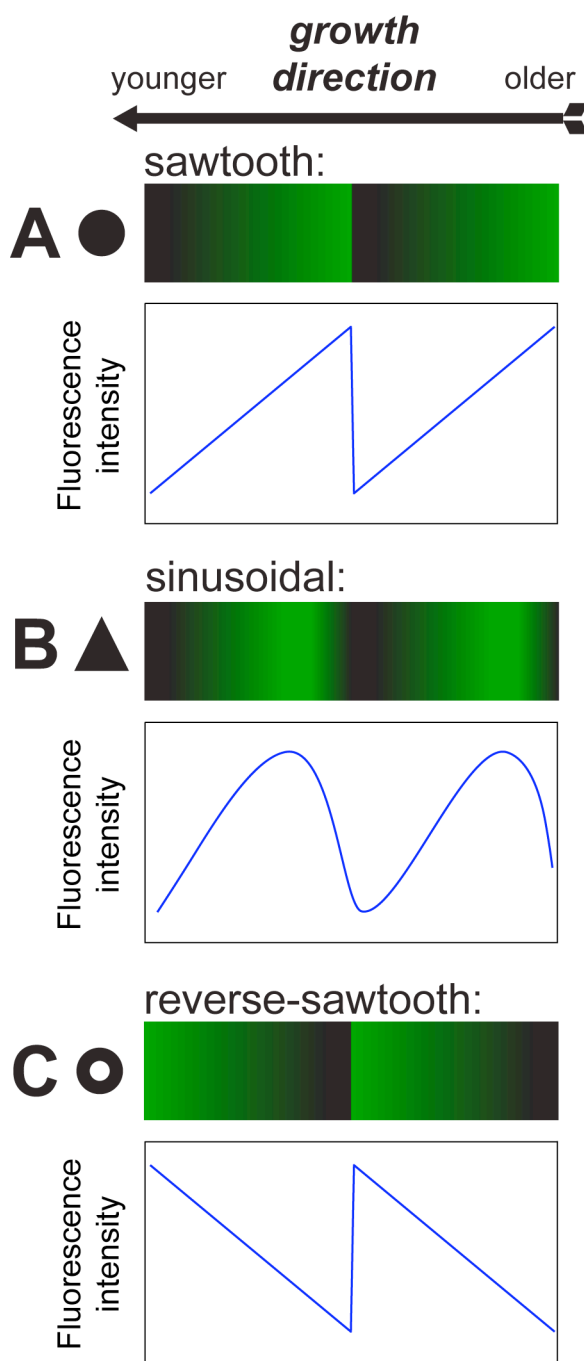 growth
younger direction older
sawtooth:
A
Fluorescence
intensity
sinusoidal:
B
Fluorescence
intensity
reverse-sawtooth:
C
Fluorescence
intensity